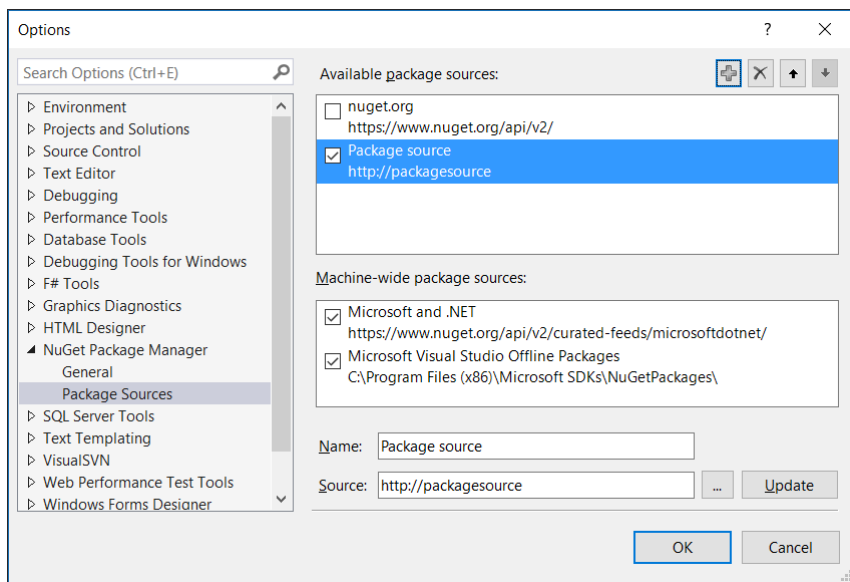 Options
?
Search Options (Ctrl+E)
Environment
Projects and Solutions
Source Control
Text Editor
Debugging
Performance Tools
Database Tools
Debugging Tools for Windows
F# Tools
Graphics Diagnostics
HTML Designer
NuGet Package Manager
General
Package Sources
SQL Server Tools
Text Templating
VisualSVN
Web Performance Test Tools
Windows Forms Designer
Available package sources:
nuget.org
https://www.nuget.org/api/v2/
Package source
http://packagesource
Machine-wide package sources:
Microsoft and .NET
https://www.nuget.org/api/v2/curated-feeds/microsoftdotnet/
Microsoft Visual Studio Offline Packages
C:\Program Files (x86)\Microsoft SDKs\NuGetPackages\
Name: Package source
Source: http://packagesource ... Update
OK Cancel